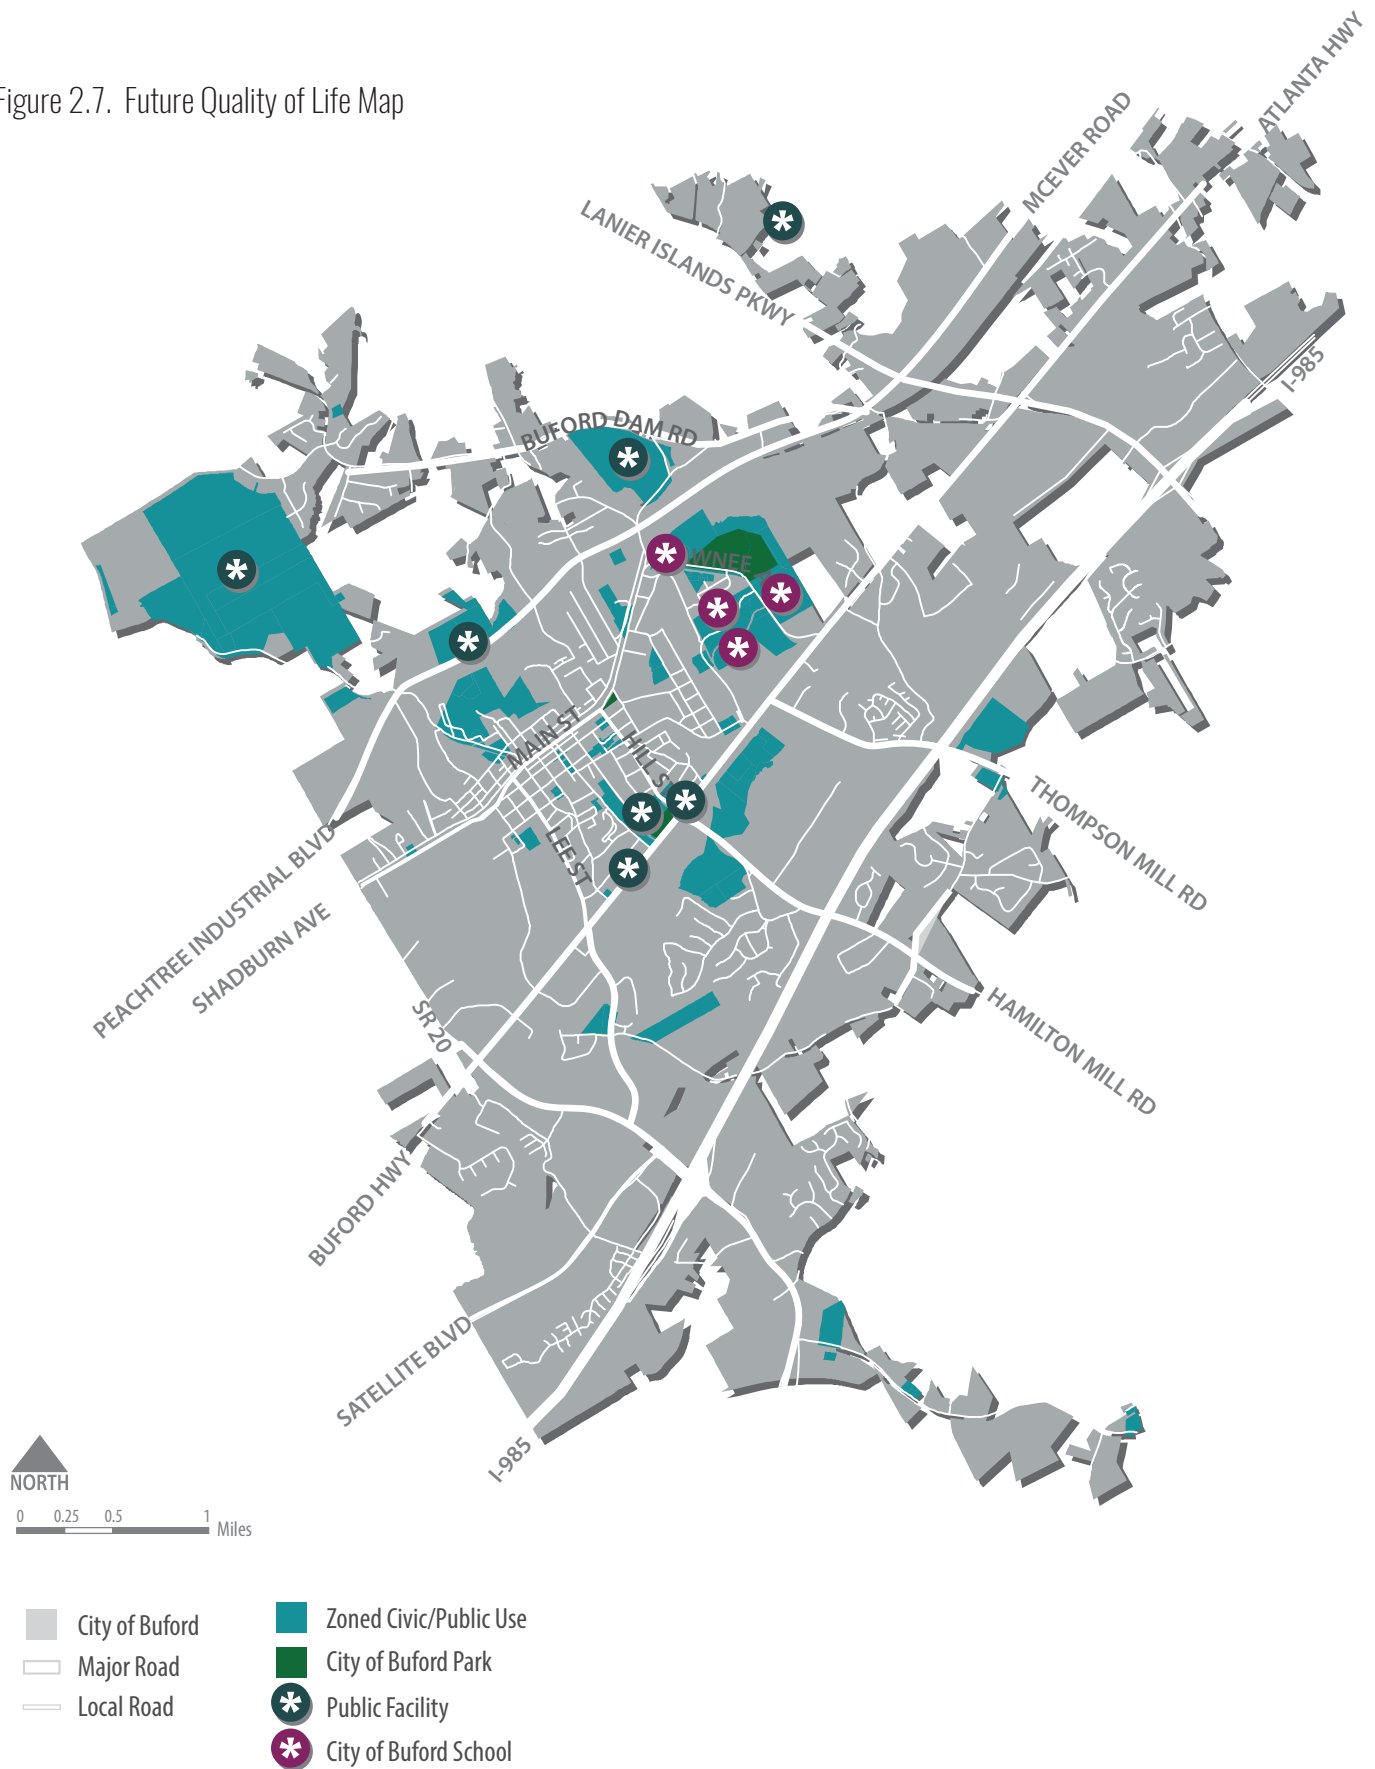 Figure 2.7. Future Quality of Life Map
ATLANTA HWY
MCEVER ROAD
LANIER ISLANDS PKWY
I-985
BUFORD DAM RD
WNEE
MAIN ST
HILL S
LEE ST
THOMPSON MILL RD
PEACHTREE INDUSTRIAL BLVD
SHADBURN AVE
SR 20
HAMILTON MILL RD
BUFORD HWY
SATELLITE BLVD
I-985
NORTH
0 0.25 0.5 1
Miles
City of Buford
Major Road
Local Road
Zoned Civic/Public Use
City of Buford Park
Public Facility
City of Buford School